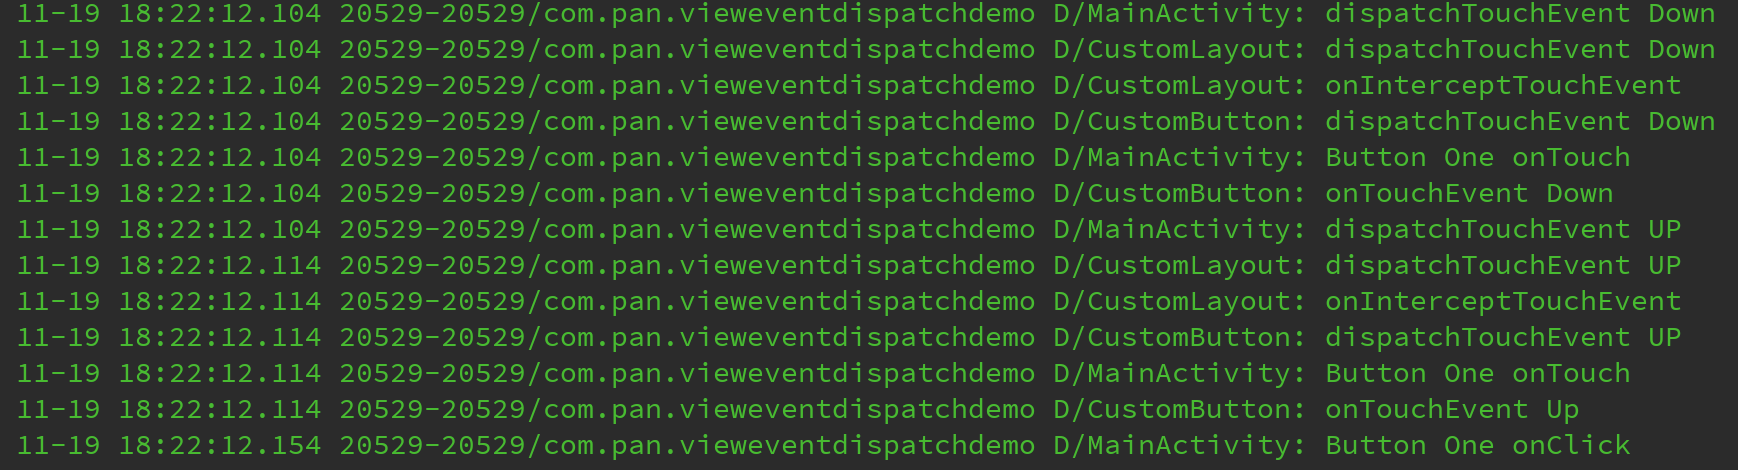 11-19 18:22:12.104 20529-20529/com.pan.vieweventdispatchdemo D/MainActivity: dispatchTouchEvent Down
11-19 18:22:12.104 20529-20529/com.pan.vieweventdispatchdemo D/CustomLayout: dispatchTouchEvent Down
11-19 18:22:12.104 20529-20529/com.pan.vieweventdispatchdemo D/CustomLayout: onInterceptTouchEvent
11-19 18:22:12.104 20529-20529/com.pan.vieweventdispatchdemo D/CustomButton: dispatchTouchEvent Down
11-19 18:22:12.104 20529-20529/com.pan.vieweventdispatchdemo D/MainActivity: Button One onTouch
11-19 18:22:12.104 20529-20529/com.pan.vieweventdispatchdemo D/CustomButton: onTouchEvent Down
11-19 18:22:12.104 20529-20529/com.pan.vieweventdispatchdemo D/MainActivity: dispatchTouchEvent UP
11-19 18:22:12.114 20529-20529/com.pan.vieweventdispatchdemo D/CustomLayout: dispatchTouchEvent UP
11-19 18:22:12.114 20529-20529/com.pan.vieweventdispatchdemo D/CustomLayout: onInterceptTouchEvent
11-19 18:22:12.114 20529-20529/com.pan.vieweventdispatchdemo D/CustomButton: dispatchTouchEvent UP
11-19 18:22:12.114 20529-20529/com.pan.vieweventdispatchdemo D/MainActivity: Button One onTouch
11-19 18:22:12.114 20529-20529/com.pan.vieweventdispatchdemo D/CustomButton: onTouchEvent Up
11-19 18:22:12.154 20529-20529/com.pan.vieweventdispatchdemo D/MainActivity: Button One onClick